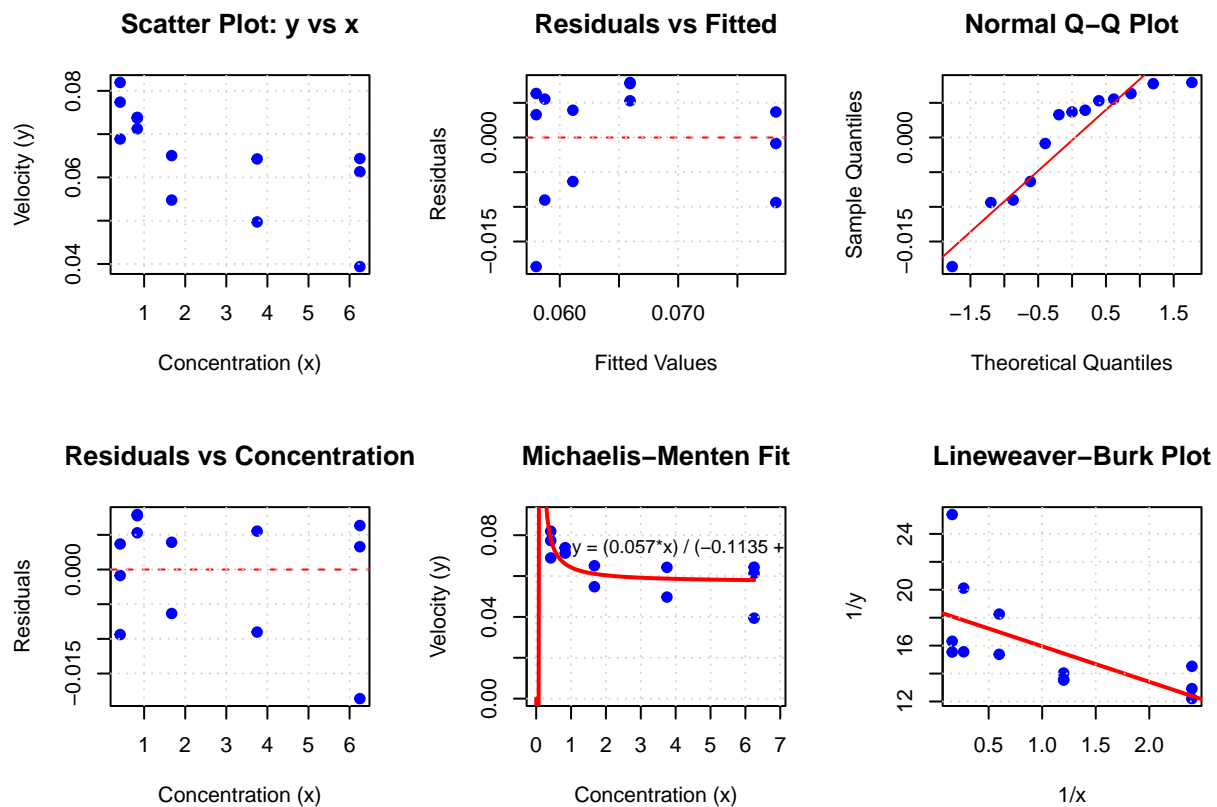 Scatter Plot: y vs x
Velocity (y)
0.04 0.06 0.08
1 2 3 4 5 6
Concentration (x)
Residuals vs Fitted
Residuals
−0.015 0.000
0.060 0.070
Fitted Values
Normal Q−Q Plot
Sample Quantiles
−0.015 0.000
−1.5 −0.5 0.5 1.5
Theoretical Quantiles
Residuals vs Concentration
Residuals
−0.015 0.000
1 2 3 4 5 6
Concentration (x)
Michaelis−Menten Fit
Velocity (y)
0.00 0.04 0.08
y = (0.057*x) / (−0.1135 +
0 1 2 3 4 5 6 7
Concentration (x)
Lineweaver−Burk Plot
1/y
12 16 20 24
0.5 1.0 1.5 2.0
1/x